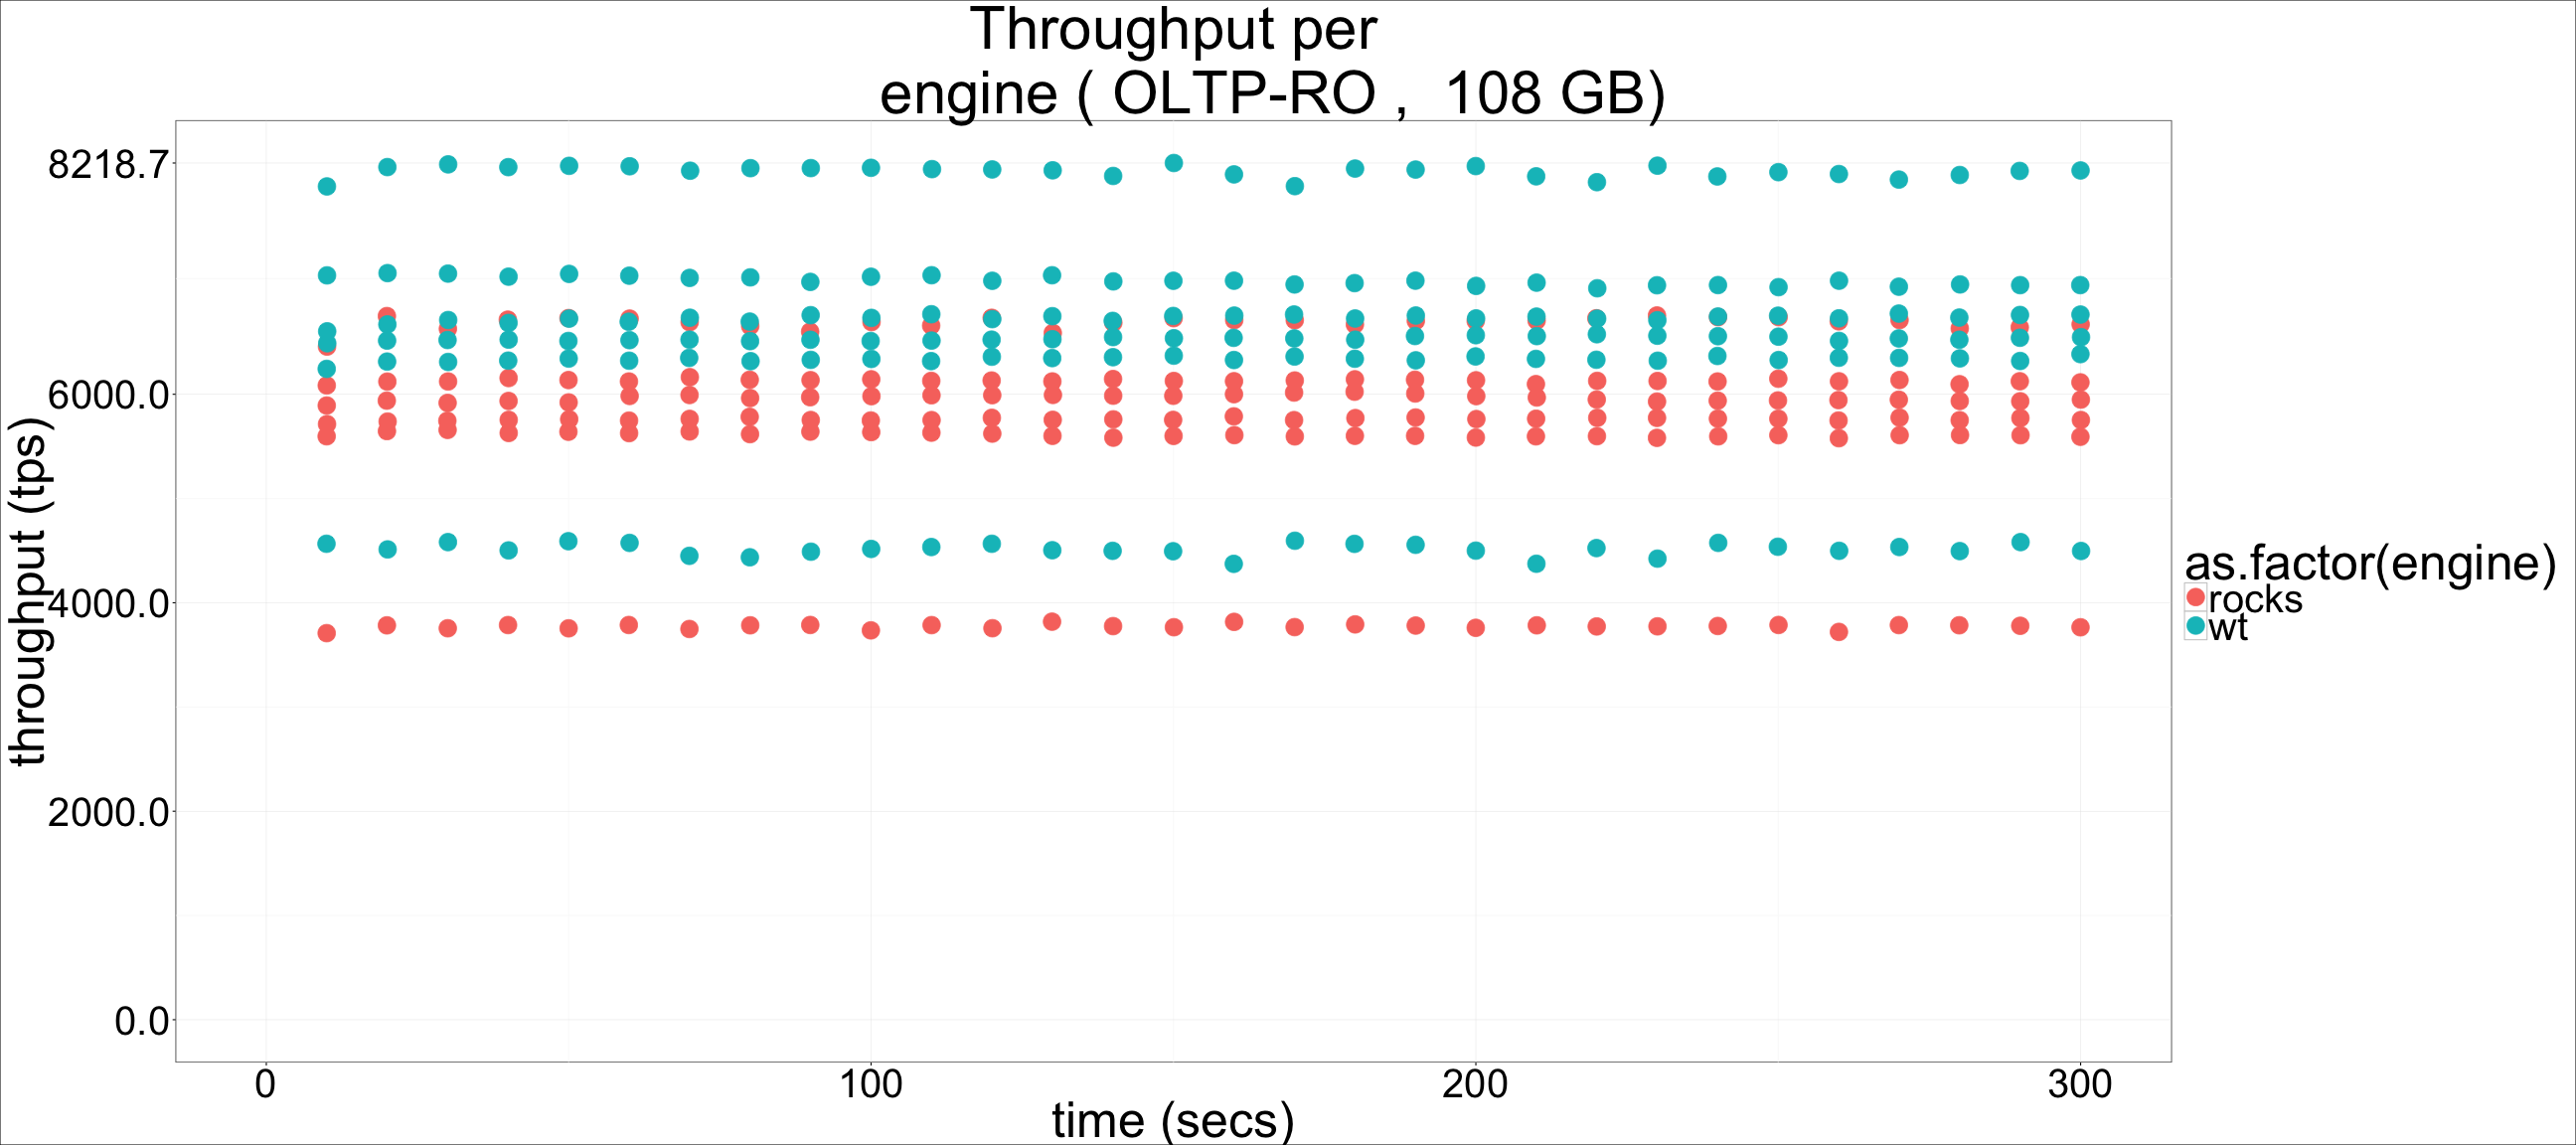 Throughput per
engine ( OLTP-RO ,  108 GB)
8218.7
6000.0
4000.0
2000.0
0.0
throughput (tps)
0
100
200
300
time (secs)
as.factor(engine)
rocks
wt